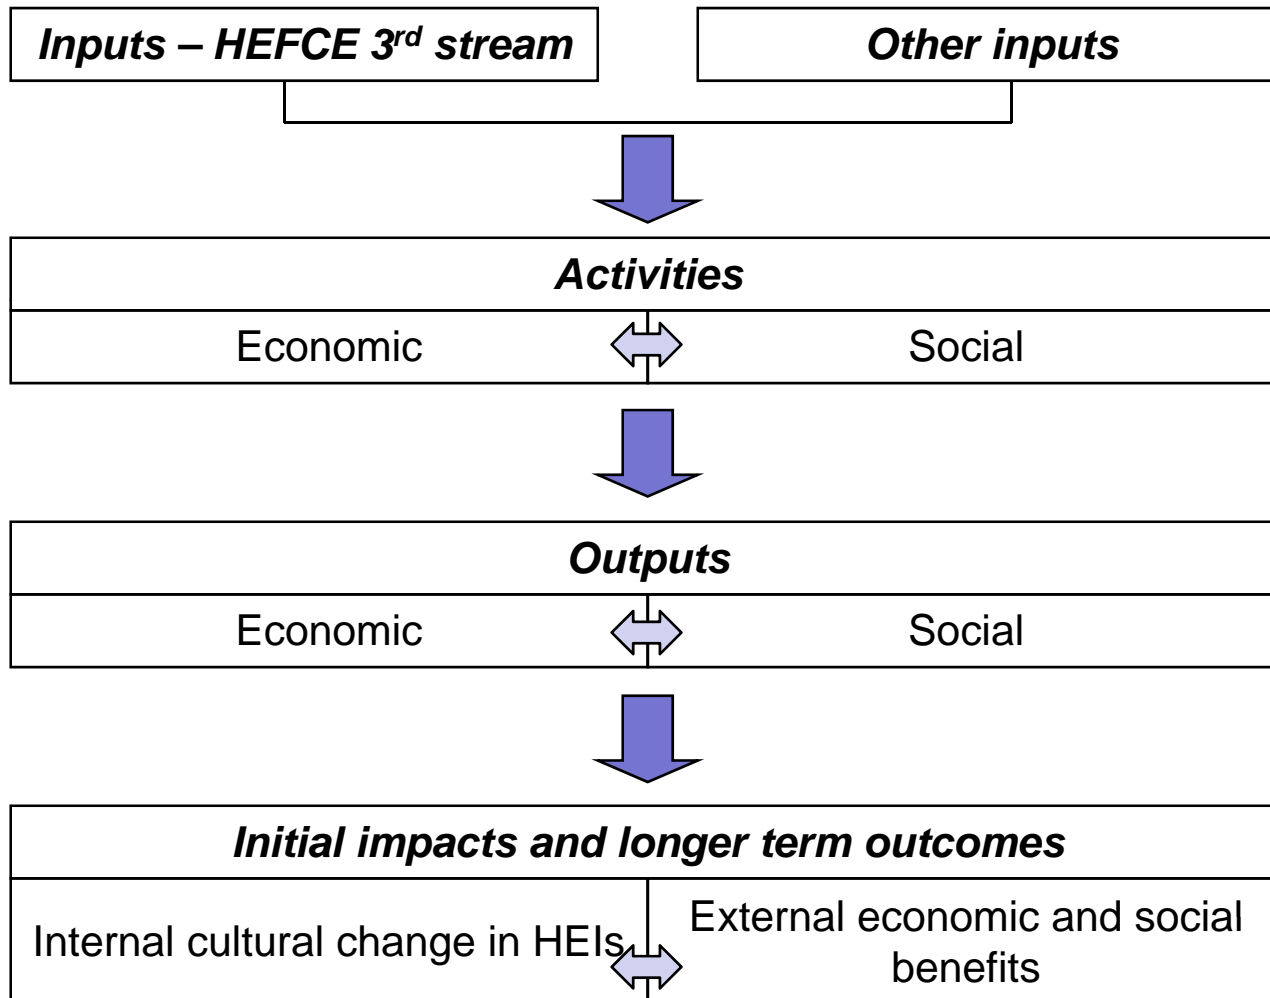 Inputs – HEFCE 3rd stream
Other inputs
Activities
Economic
Social
Outputs
Economic
Social
Initial impacts and longer term outcomes
Internal cultural change in HEIs
External economic and social
benefits